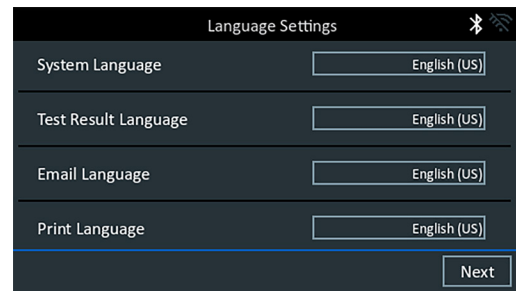 Language Settings
System Language English (US)
Test Result Language English (US)
Email Language English (US)
Print Language English (US)
Next